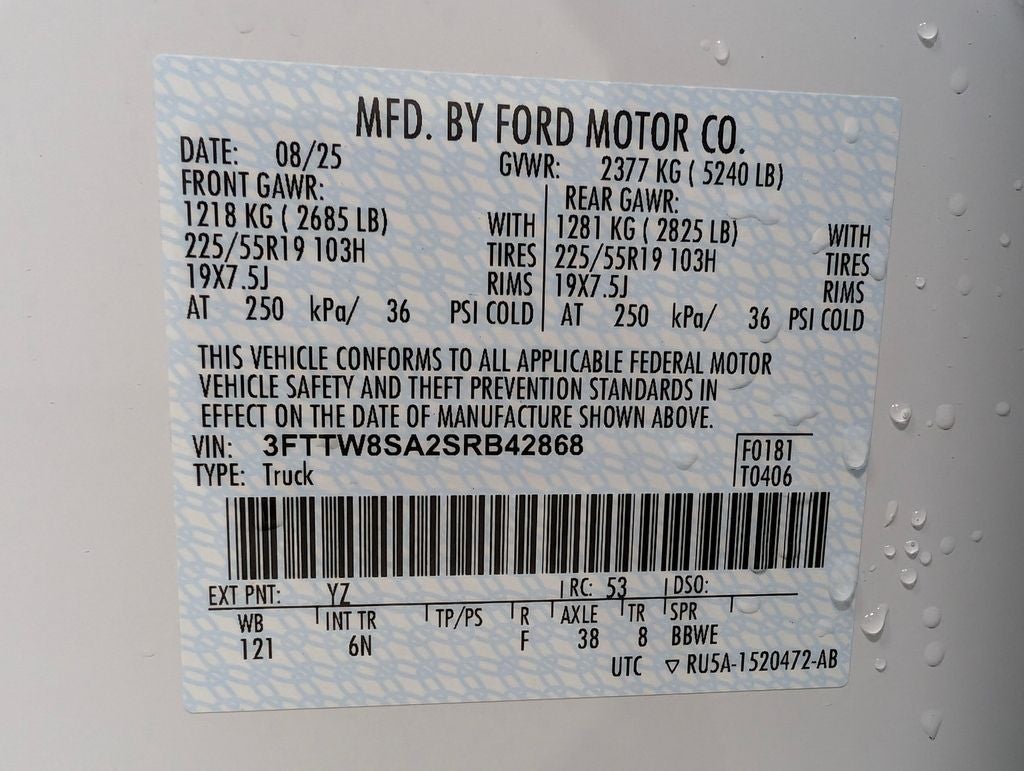 MFD. BY FORD MOTOR CO.
DATE: 08/25 GVWR: 2377 KG ( 5240 LB)
FRONT GAWR: REAR GAWR:
1218 KG ( 2685 LB) WITH 1281 KG ( 2825 LB) WITH
225/55R19 103H TIRES 225/55R19 103H TIRES
19X7.5J RIMS 19X7.5J RIMS
AT 250 kPa/ 36 PSI COLD AT 250 kPa/ 36 PSI COLD
THIS VEHICLE CONFORMS TO ALL APPLICABLE FEDERAL MOTOR
VEHICLE SAFETY AND THEFT PREVENTION STANDARDS IN
EFFECT ON THE DATE OF MANUFACTURE SHOWN ABOVE.
VIN: 3FTTW8SA2SRB42868 F0181
TYPE: Truck T0406
EXT PNT: YZ RC: 53 DSO:
WB INT TR TP/PS R AXLE TR SPR
121 6N F 38 8 BBWE
UTC ▽ RU5A-1520472-AB